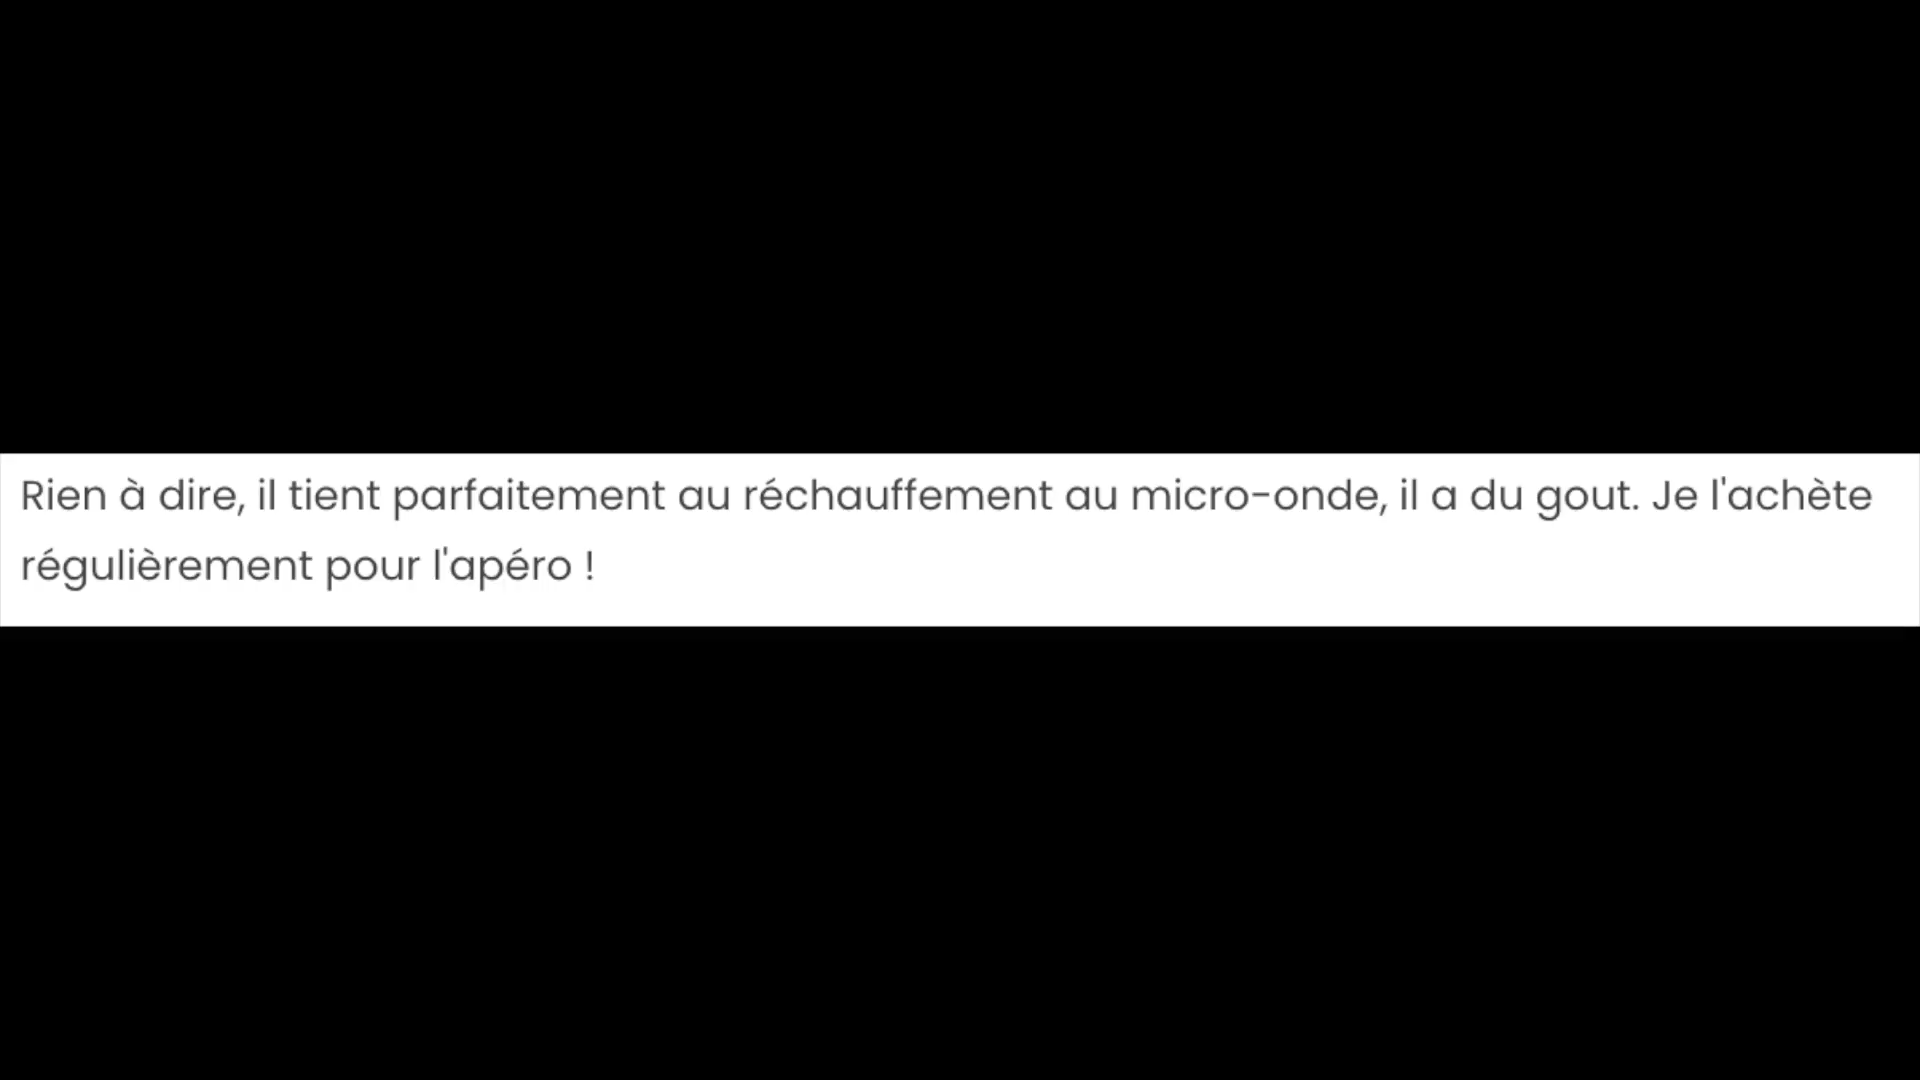 Rien à dire, il tient parfaitement au réchauffement au micro-onde, il a du gout. Je l'achète
régulièrement pour l'apéro !